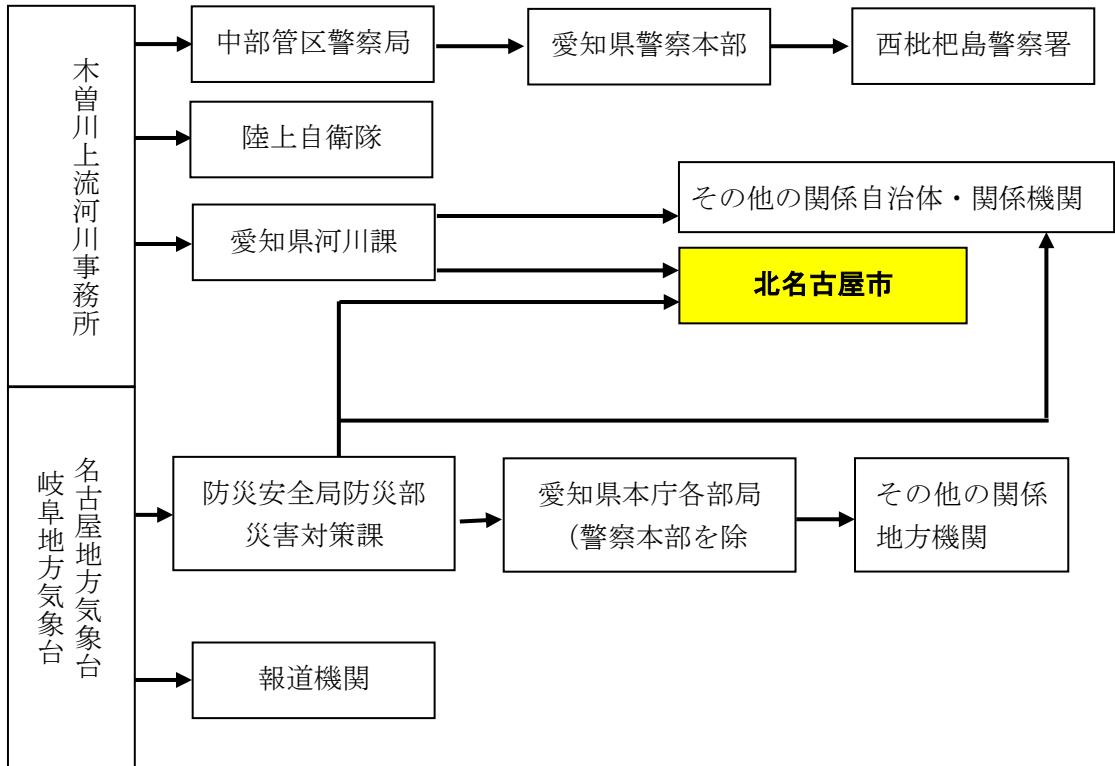 木曽川上流河川事務所
中部管区警察局
愛知県警察本部
西枇杷島警察署
陸上自衛隊
その他の関係自治体・関係機関
愛知県河川課
北名古屋市
名古屋地方気象台
岐阜地方気象台
防災安全局防災部
災害対策課
愛知県本庁各部局
（警察本部を除
その他の関係
地方機関
報道機関